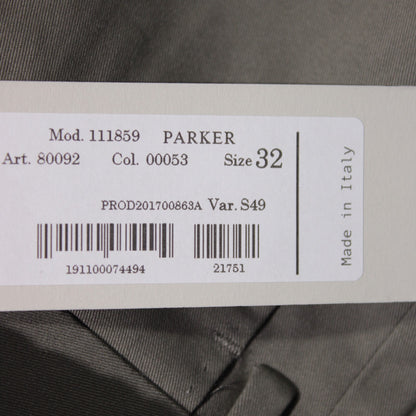 Mod. 111859 PARKER
Art. 80092 Col. 00053 Size 32
PROD201700863A Var. S49
191100074494 21751
Made in Italy